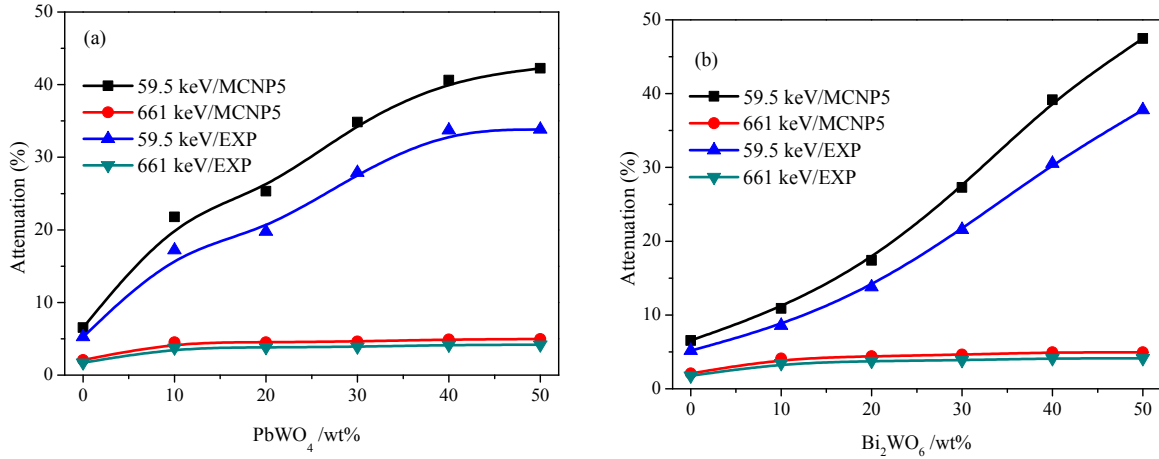 (a)
59.5 keV/MCNP5
661 keV/MCNP5
59.5 keV/EXP
661 keV/EXP
Attenuation (%)
50
40
30
20
10
0
0 10 20 30 40 50
PbWO₄ /wt%
(b)
59.5 keV/MCNP5
661 keV/MCNP5
59.5 keV/EXP
661 keV/EXP
Attenuation (%)
50
40
30
20
10
0
0 10 20 30 40 50
Bi₂WO₆ /wt%